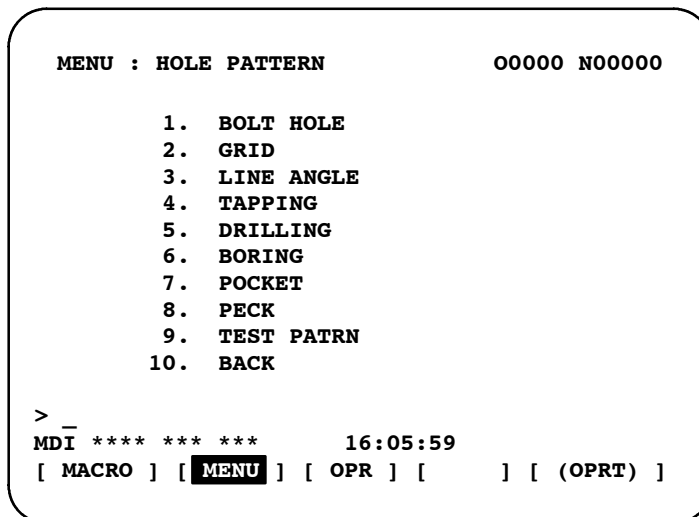 MENU : HOLE PATTERN O0000 N00000
1. BOLT HOLE
2. GRID
3. LINE ANGLE
4. TAPPING
5. DRILLING
6. BORING
7. POCKET
8. PECK
9. TEST PATRN
10. BACK
> _
MDI **** *** *** 16:05:59
[ MACRO ] [ MENU ] [ OPR ] [ ] [ (OPRT) ]